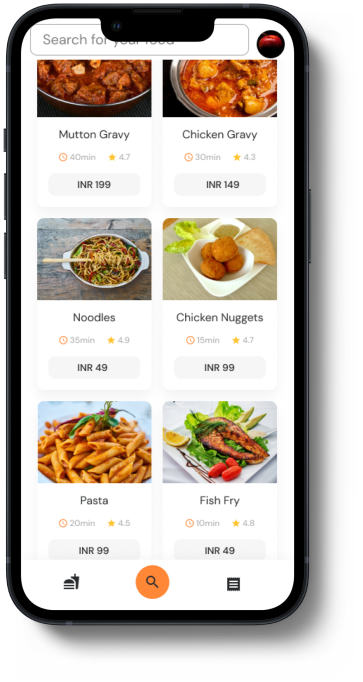 Search for your food
Mutton Gravy
Chicken Gravy
40min 4.7
30min 4.3
INR 199
INR 149
Noodles
Chicken Nuggets
35min 4.9
15min 4.7
INR 49
INR 99
Pasta
Fish Fry
20min 4.5
10min 4.8
INR 99
INR 49